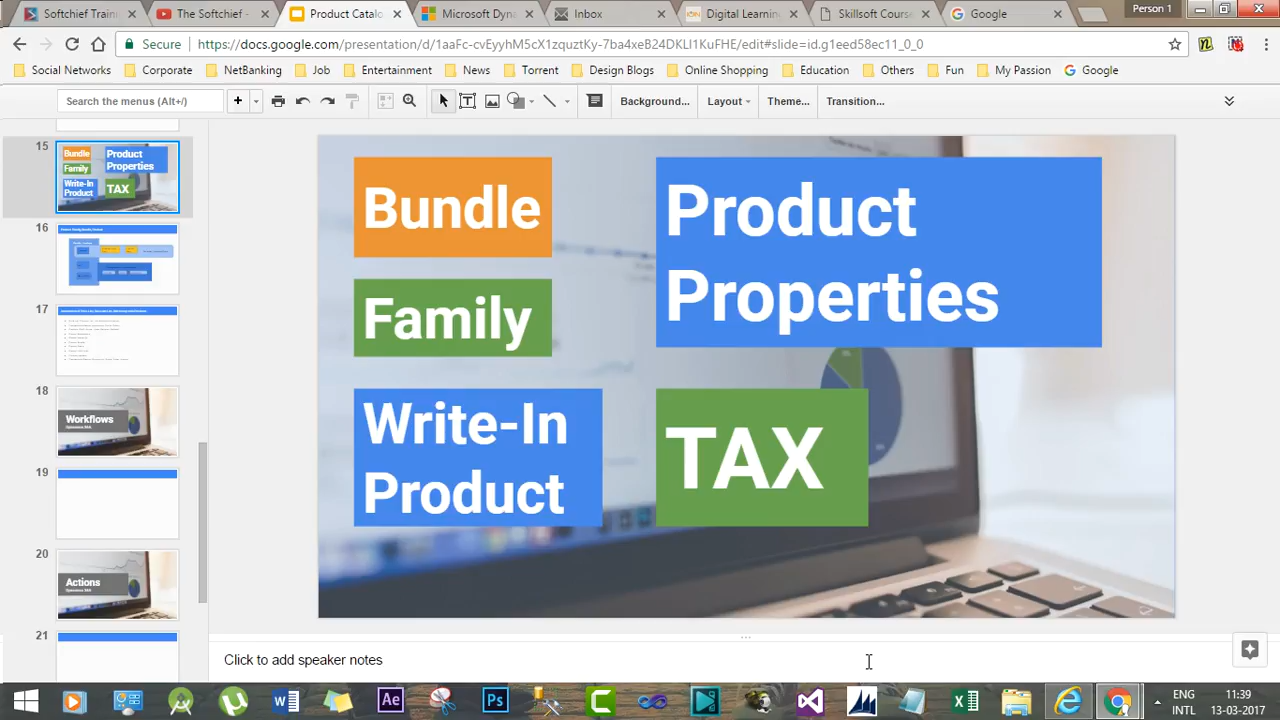 Softchief Traini
The Softchief -
Product Catalo
Microsoft Dyna
Inbox
Digital Learning
Skillsoft Course
Google
Person 1
Secure
https://docs.google.com/presentation/d/1aaFc-cvEyyhM5cX1zquztKy-7ba4xeB24DKLI1KuFHE/edit#slide=id.g1eed58ec11_0_0
Social Networks
Corporate
NetBanking
Job
Entertainment
News
Torrent
Design Blogs
Online Shopping
Education
Others
Fun
My Passion
Google
Search the menus (Alt+/)
Background...
Layout
Theme...
Transition...
15
Bundle
Family
Write-In
Product
Product
Properties
TAX
16
17
18
Workflows
19
20
Actions
21
Bundle
Family
Write-In
Product
Product
Properties
TAX
Click to add speaker notes
ENG
INTL
11:39
13-03-2017